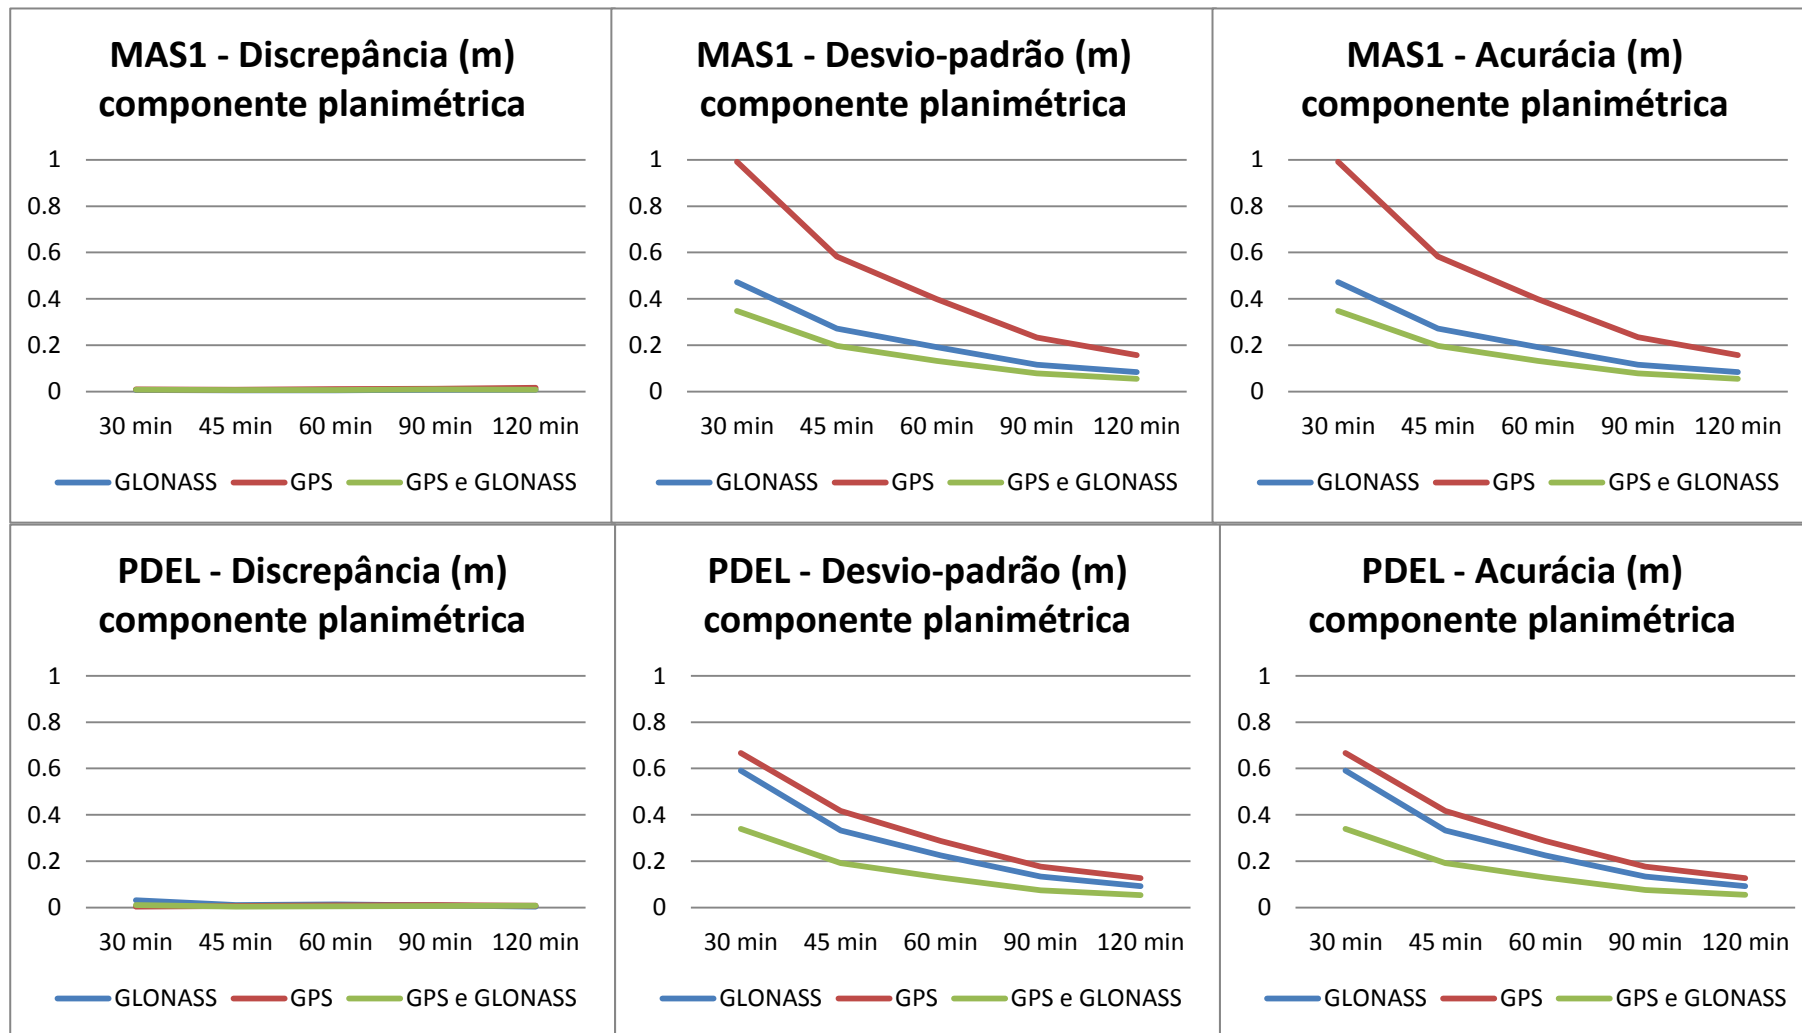 MAS1 - Discrepância (m)
componente planimétrica
1
0.8
0.6
0.4
0.2
0
30 min 45 min 60 min 90 min 120 min
GLONASS GPS GPS e GLONASS
MAS1 - Desvio-padrão (m)
componente planimétrica
1
0.8
0.6
0.4
0.2
0
30 min 45 min 60 min 90 min 120 min
GLONASS GPS GPS e GLONASS
MAS1 - Acurácia (m)
componente planimétrica
1
0.8
0.6
0.4
0.2
0
30 min 45 min 60 min 90 min 120 min
GLONASS GPS GPS e GLONASS
PDEL - Discrepância (m)
componente planimétrica
1
0.8
0.6
0.4
0.2
0
30 min 45 min 60 min 90 min 120 min
GLONASS GPS GPS e GLONASS
PDEL - Desvio-padrão (m)
componente planimétrica
1
0.8
0.6
0.4
0.2
0
30 min 45 min 60 min 90 min 120 min
GLONASS GPS GPS e GLONASS
PDEL - Acurácia (m)
componente planimétrica
1
0.8
0.6
0.4
0.2
0
30 min 45 min 60 min 90 min 120 min
GLONASS GPS GPS e GLONASS